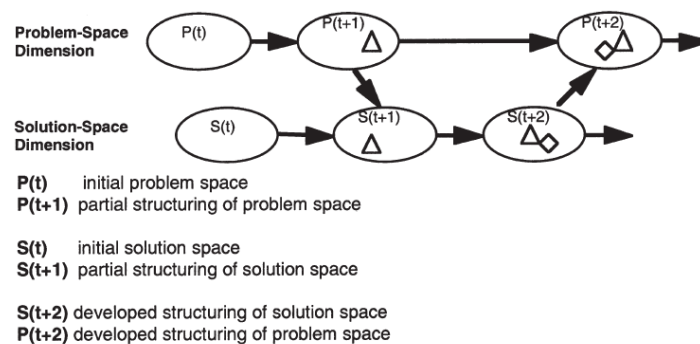 Problem-Space
Dimension
P(t)
P(t+1)
P(t+2)
Solution-Space
Dimension
S(t)
S(t+1)
S(t+2)
P(t) initial problem space
P(t+1) partial structuring of problem space
S(t) initial solution space
S(t+1) partial structuring of solution space
S(t+2) developed structuring of solution space
P(t+2) developed structuring of problem space